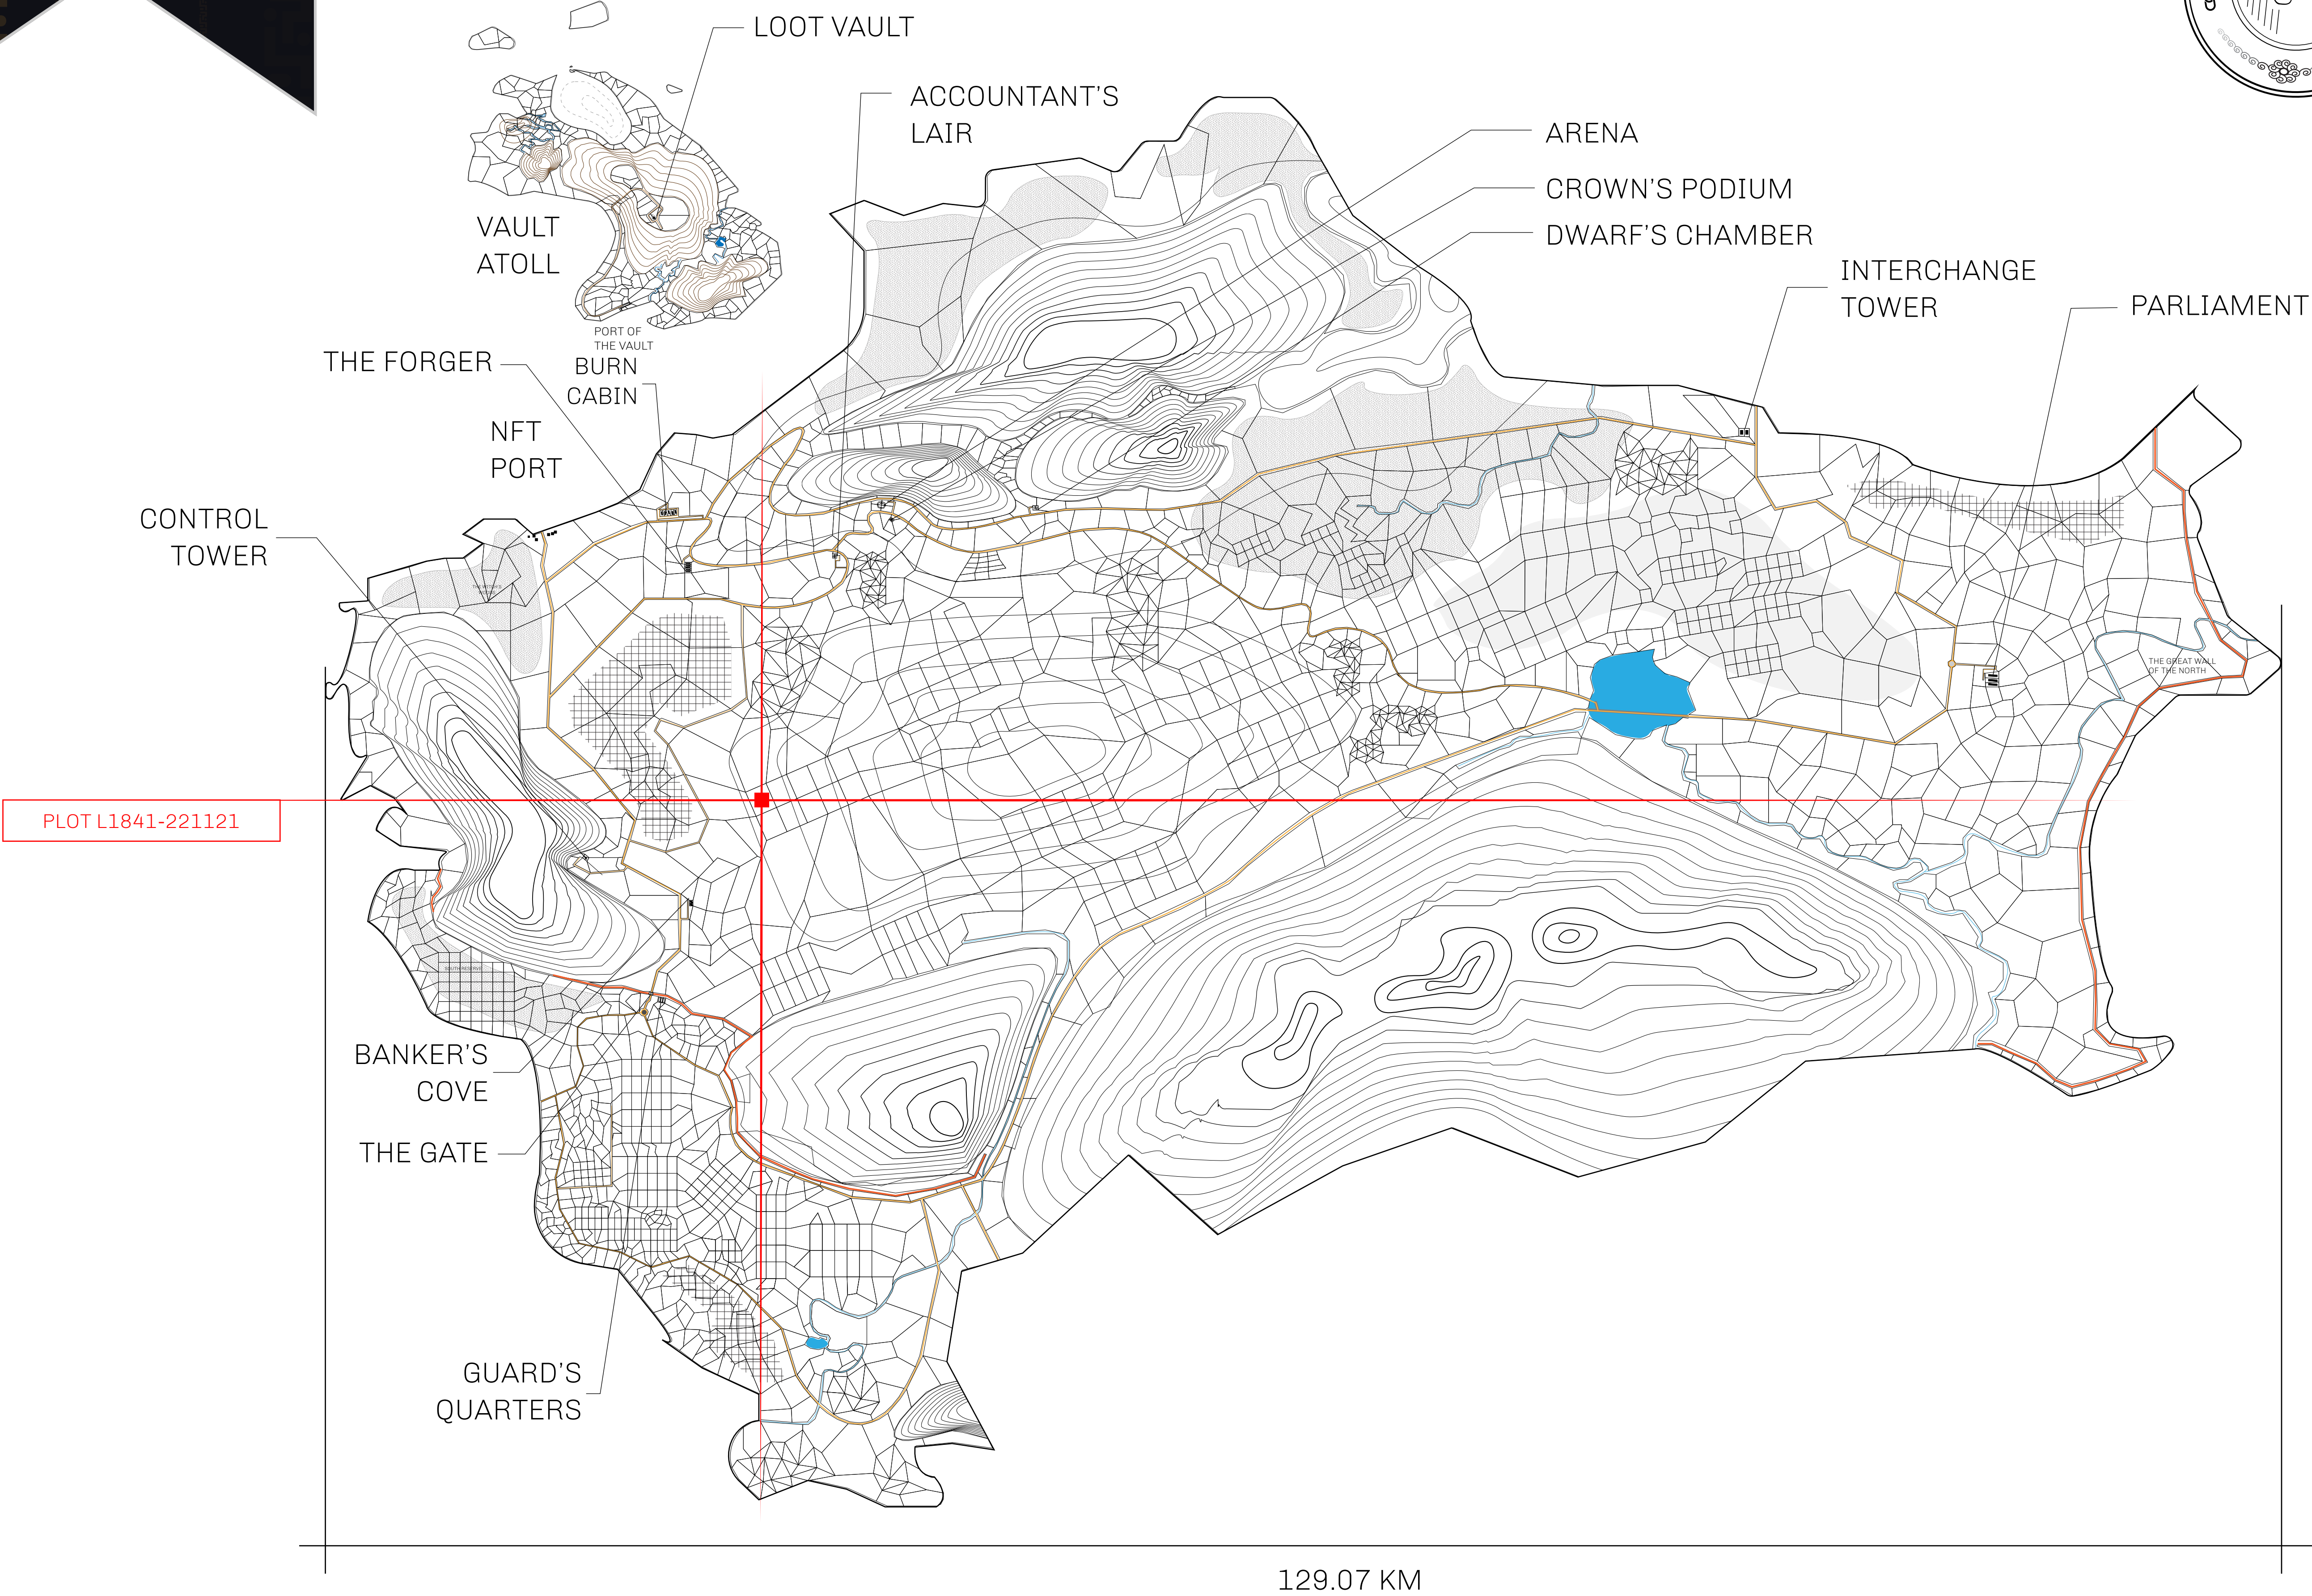 LOOT VAULT
ACCOUNTANT'S
LAIR
ARENA
CROWN'S PODIUM
DWARF'S CHAMBER
INTERCHANGE
TOWER
PARLIAMENT
VAULT
ATOLL
PORT OF
THE VAULT
THE FORGER
BURN
CABIN
NFT
PORT
CONTROL
TOWER
THE GREAT WALL
OF THE NORTH
PLOT L1841-221121
SOUTH RESERVE
BANKER'S
COVE
THE GATE
GUARD'S
QUARTERS
129.07 KM